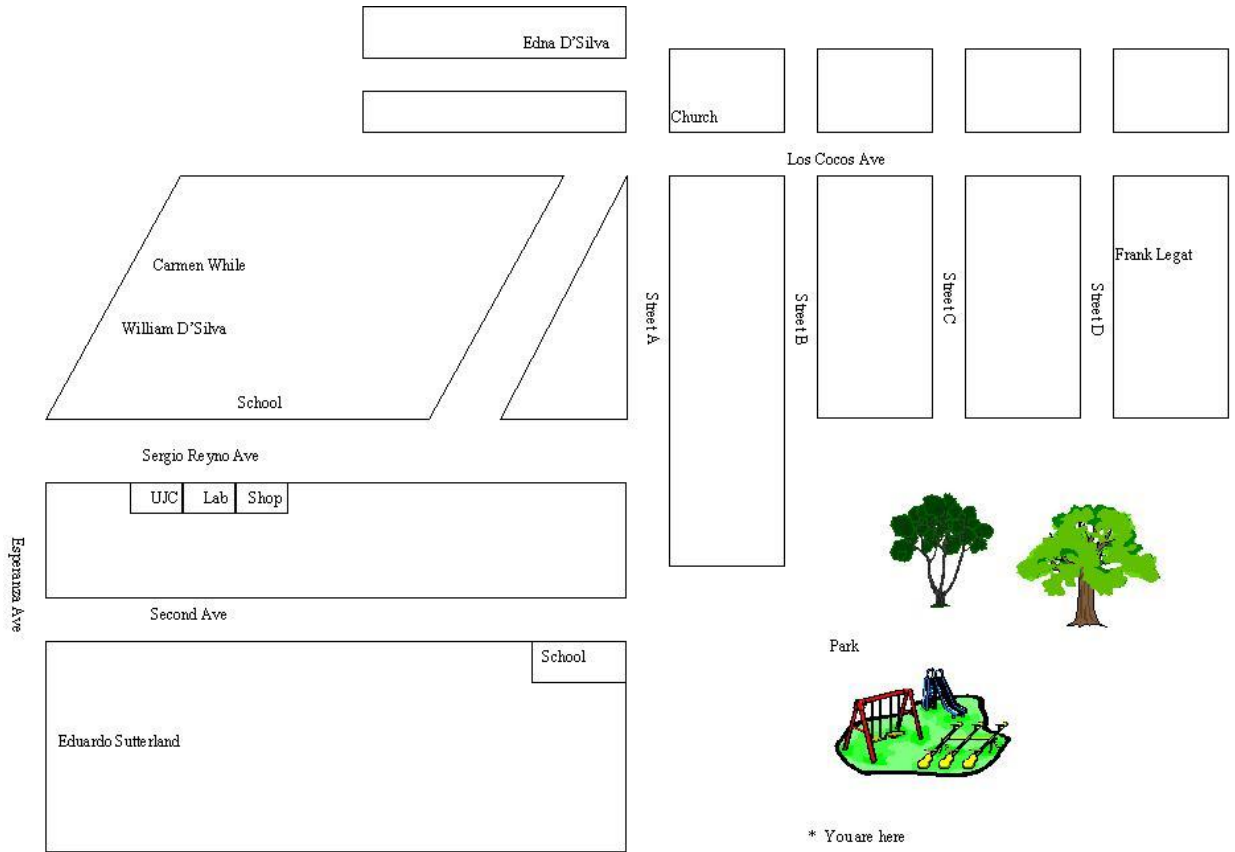 Edna D'Silva
Church
Los Cocos Ave
Carmen While
Frank Legat
Street A
Street B
Street C
Street D
William D'Silva
School
Sergio Reyno Ave
UJC
Lab
Shop
Esperanza Ave
Second Ave
School
Park
Eduardo Sutterland
* You are here